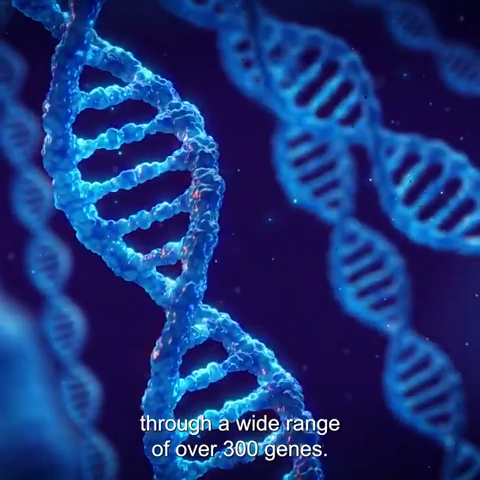 through a wide range
of over 300 genes.